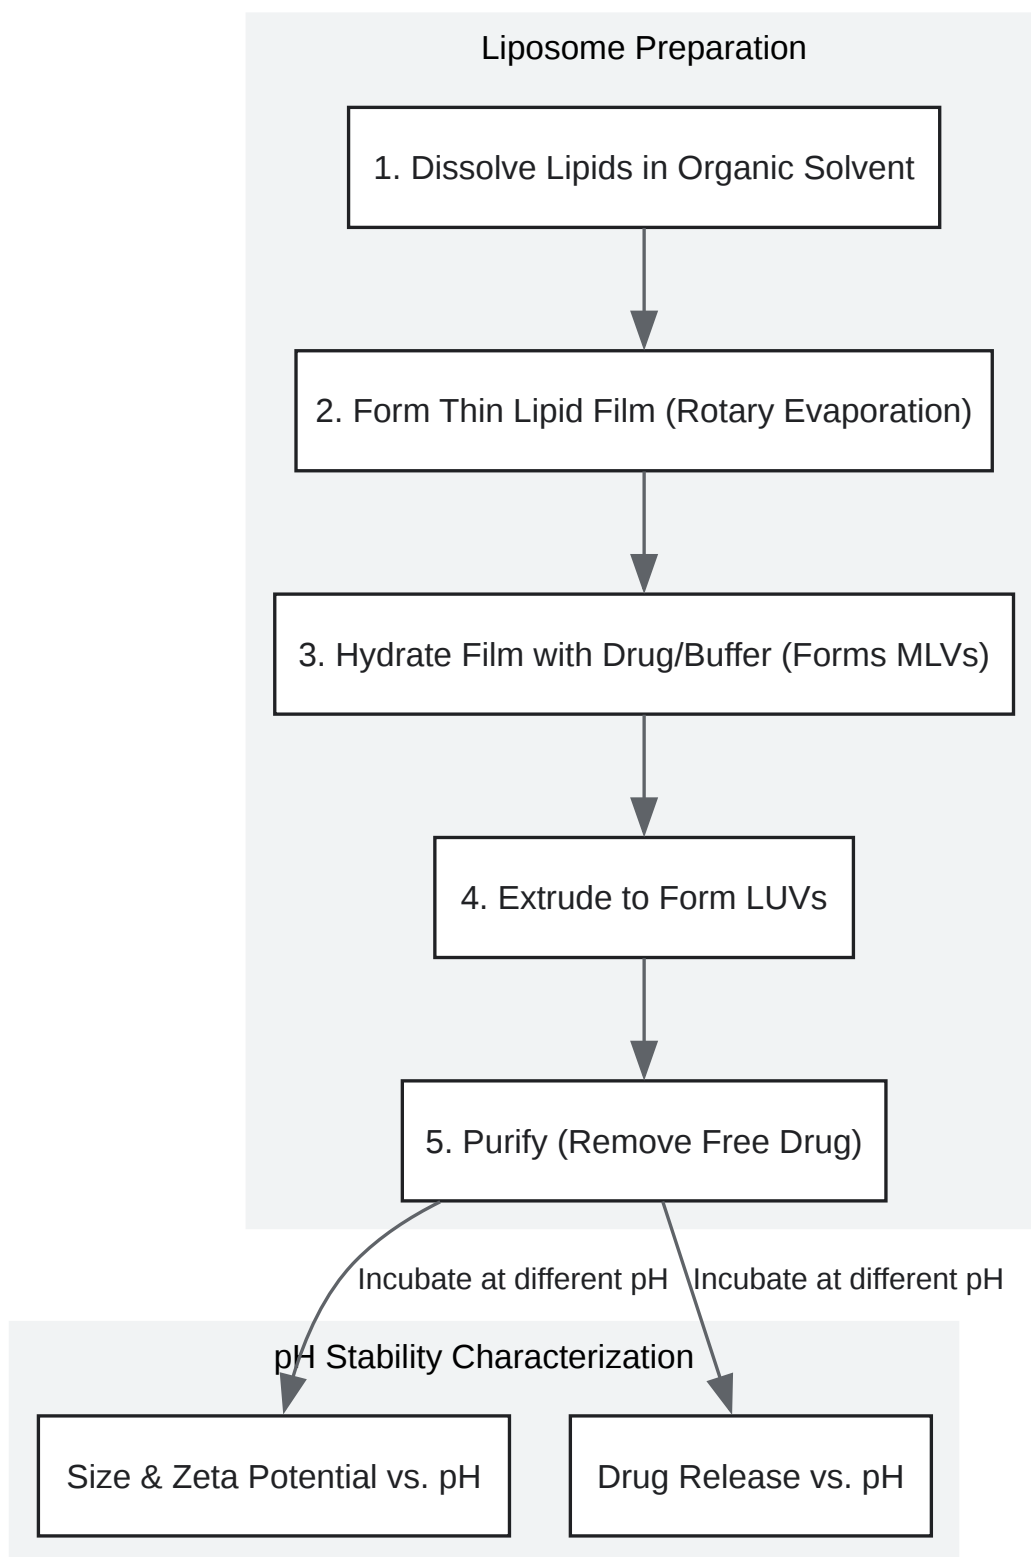 Liposome Preparation
1. Dissolve Lipids in Organic Solvent
2. Form Thin Lipid Film (Rotary Evaporation)
3. Hydrate Film with Drug/Buffer (Forms MLVs)
4. Extrude to Form LUVs
5. Purify (Remove Free Drug)
Incubate at different pH
Incubate at different pH
pH Stability Characterization
Size & Zeta Potential vs. pH
Drug Release vs. pH